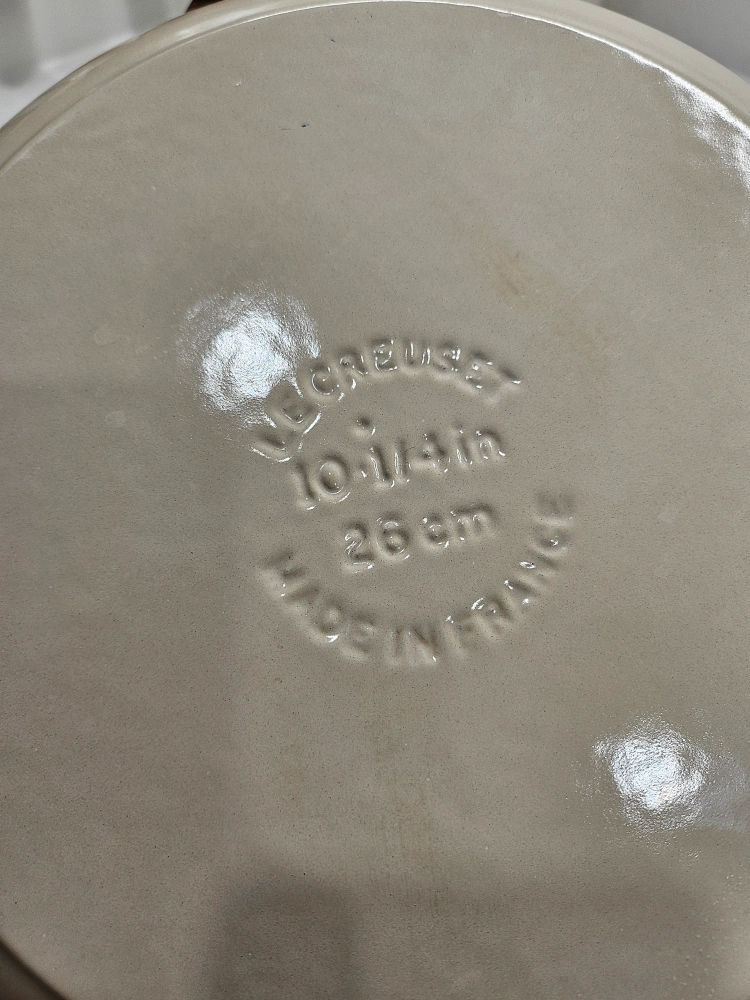 LE CREUSET
10·1/4 in
26 cm
MADE IN FRANCE